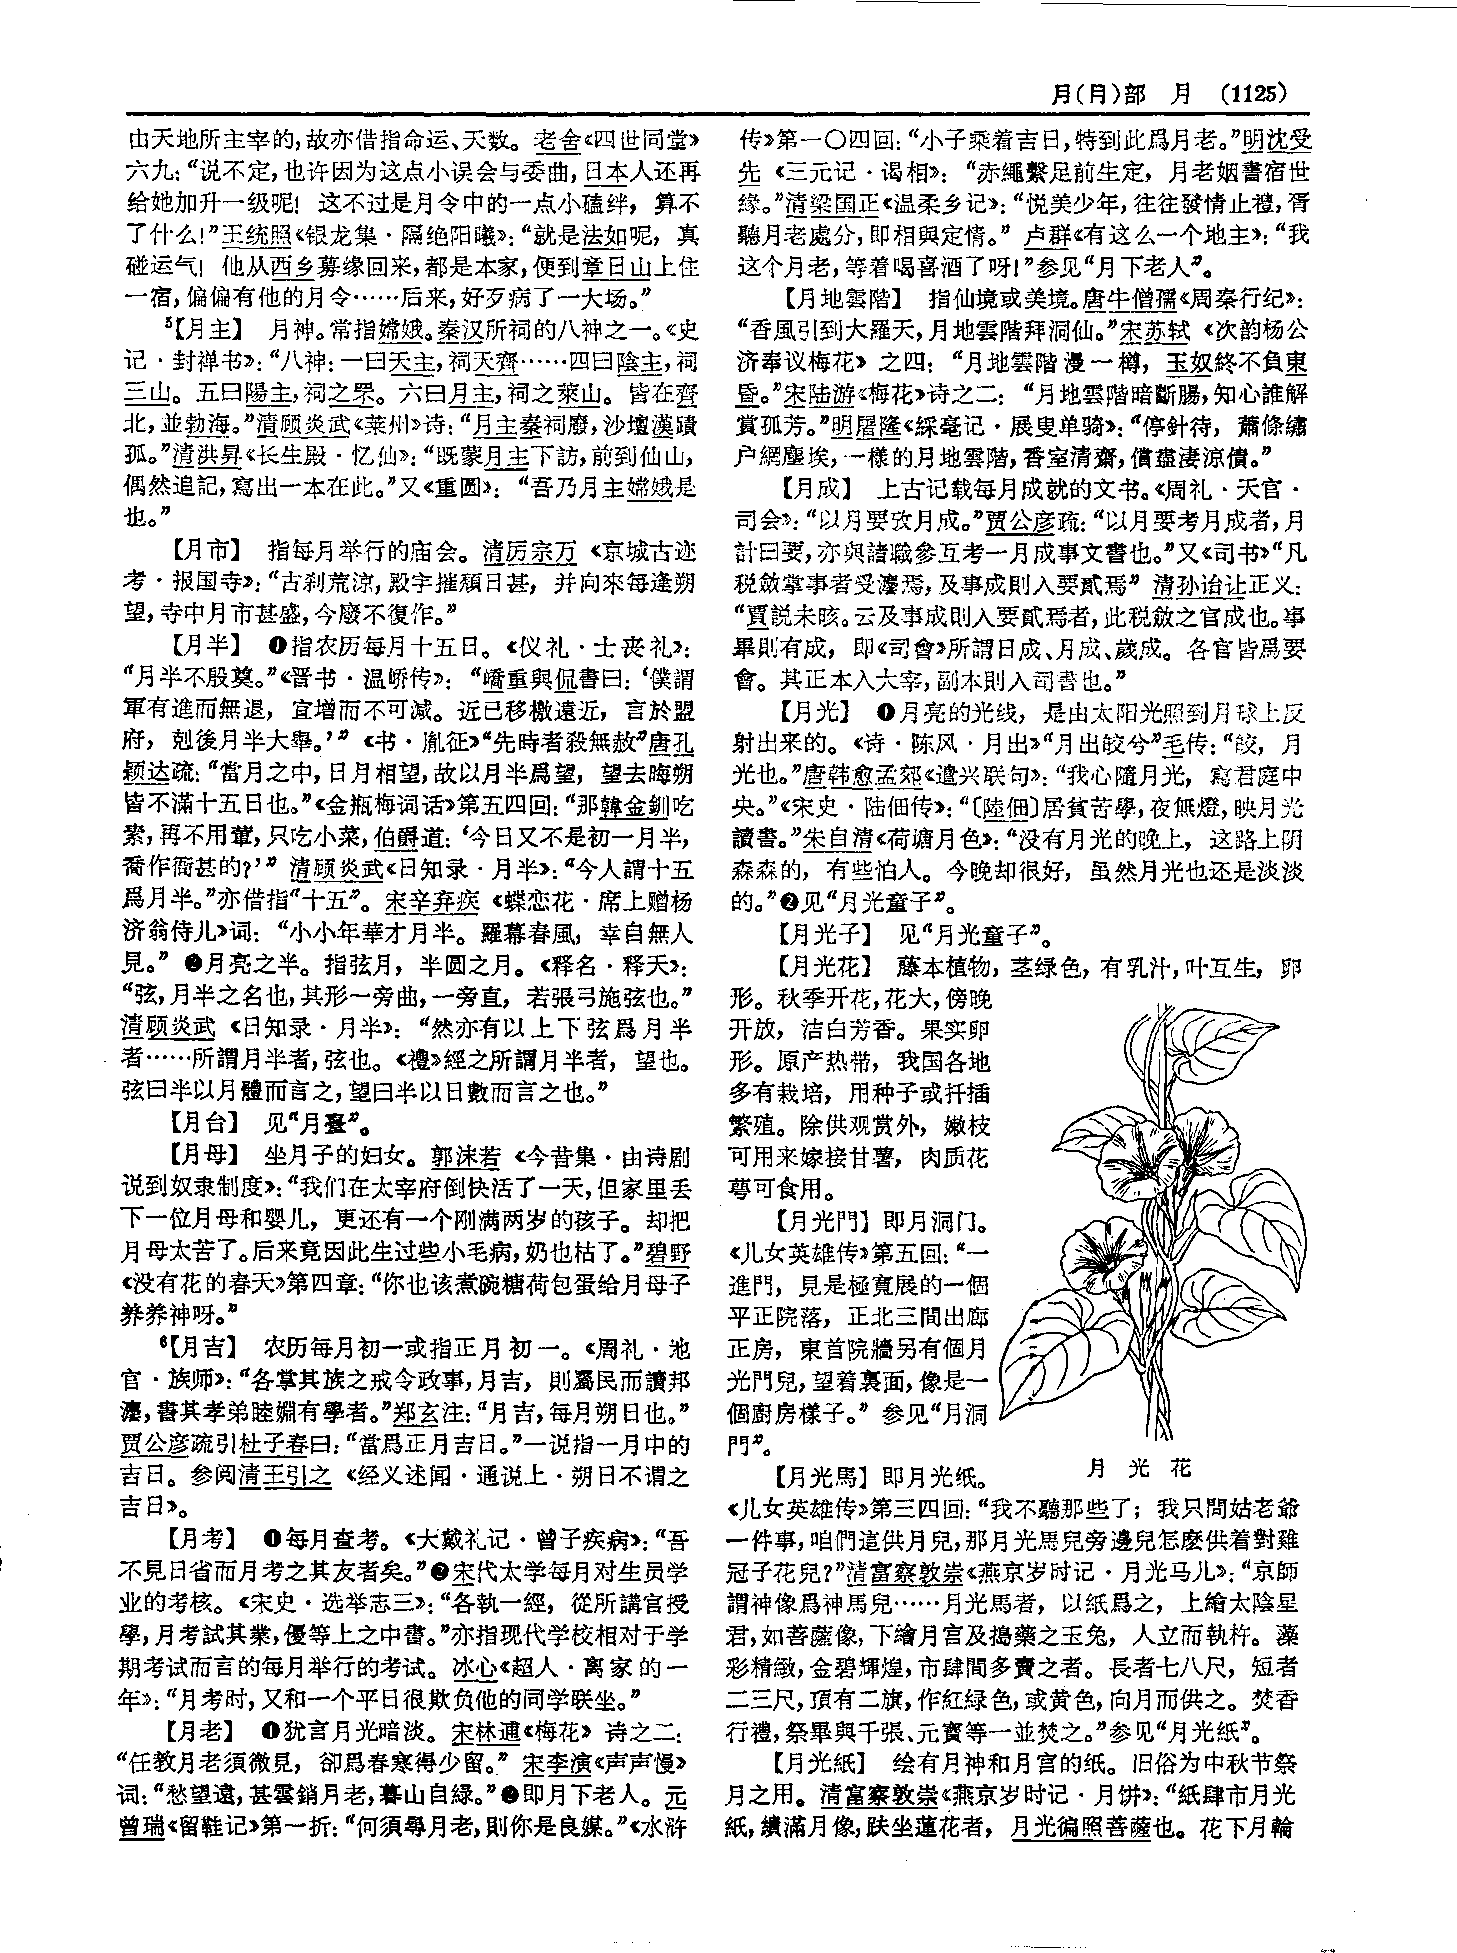 月(⺼)部　月　(1125)
由天地所主宰的,故亦借指命运、天数。老舍《四世同堂》
六九:“说不定,也许因为这点小误会与委曲,日本人还再
给她加升一级呢! 这不过是月令中的一点小磕绊, 算不
了什么!”王统照《银龙集·隔绝阳曦》:“就是法如呢, 真
碰运气! 他从西乡募缘回来,都是本家,便到章日山上住
一宿,偏偏有他的月令……后来,好歹病了一大场。”
⁵【月主】 月神。常指嫦娥。秦汉所祠的八神之一。《史
记·封禅书》:“八神: 一曰天主,祠天齊……四曰陰主,祠
三山。五曰陽主,祠之罘。六曰月主,祠之萊山。皆在齊
北,並勃海。”清顾炎武《莱州》诗:“月主秦祠廢,沙壇漢蹟
孤。”清洪昇《长生殿·忆仙》:“既蒙月主下訪,前到仙山,
偶然追記,寫出一本在此。”又《重圆》: “吾乃月主嫦娥是
也。”
【月市】 指每月举行的庙会。清厉宗万《京城古迹
考·报国寺》:“古刹荒涼,殿宇摧頹日甚, 并向來每逢朔
望,寺中月市甚盛,今廢不復作。”
【月半】 ❶指农历每月十五日。《仪礼·士丧礼》:
“月半不殷奠。”《晋书·温峤传》: “嶠重與侃書曰:‘僕謂
軍有進而無退, 宜增而不可減。近已移檄遠近, 言於盟
府, 剋後月半大舉。’” 《书·胤征》“先時者殺無赦”唐孔
颖达疏:“當月之中,日月相望,故以月半爲望, 望去晦朔
皆不滿十五日也。”《金瓶梅词话》第五四回:“那韓金釧吃
素,再不用葷,只吃小菜,伯爵道:‘今日又不是初一月半,
喬作衙甚的?’” 清顾炎武《日知录·月半》:“今人謂十五
爲月半。”亦借指“十五”。宋辛弃疾《蝶恋花·席上赠杨
济翁侍儿》词: “小小年華才月半。羅幕春風, 幸自無人
見。” ❷月亮之半。指弦月, 半圆之月。《释名·释天》:
“弦,月半之名也,其形一旁曲,一旁直, 若張弓施弦也。”
清顾炎武《日知录·月半》: “然亦有以上下弦爲月半
者……所謂月半者,弦也。《禮》經之所謂月半者, 望也。
弦曰半以月體而言之,望曰半以日數而言之也。”
【月台】 见“月臺”。
【月母】 坐月子的妇女。郭沫若《今昔集·由诗剧
说到奴隶制度》:“我们在太宰府倒快活了一天,但家里丢
下一位月母和婴儿, 更还有一个刚满两岁的孩子。却把
月母太苦了。后来竟因此生过些小毛病,奶也枯了。”碧野
《没有花的春天》第四章:“你也该煮碗糖荷包蛋给月母子
养养神呀。”
⁶【月吉】 农历每月初一或指正月初一。《周礼·地
官·族师》:“各掌其族之戒令政事,月吉, 則屬民而讀邦
灋,書其孝弟睦婣有學者。”郑玄注:“月吉,每月朔日也。”
贾公彦疏引杜子春曰:“當爲正月吉日。”一说指一月中的
吉日。参阅清王引之《经义述闻·通说上·朔日不谓之
吉日》。
【月考】 ❶每月查考。《大戴礼记·曾子疾病》:“吾
不見日省而月考之其友者矣。”❷宋代太学每月对生员学
业的考核。《宋史·选举志三》:“各執一經, 從所講官授
學,月考試其業,優等上之中書。”亦指现代学校相对于学
期考试而言的每月举行的考试。冰心《超人·离家的一
年》:“月考时,又和一个平日很欺负他的同学联坐。”
【月老】 ❶犹言月光暗淡。宋林逋《梅花》诗之二:
“任教月老須微見, 卻爲春寒得少留。” 宋李演《声声慢》
词:“愁望遠,甚雲銷月老,暮山自綠。”❷即月下老人。元
曾瑞《留鞋记》第一折:“何須尋月老,則你是良媒。”《水浒
传》第一〇四回:“小子乘着吉日,特到此爲月老。”明沈受
先《三元记·谒相》: “赤繩繫足前生定, 月老姻書宿世
緣。”清梁国正《温柔乡记》:“悦美少年,往往發情止禮,胥
聽月老處分,即相與定情。” 卢群《有这么一个地主》:“我
这个月老,等着喝喜酒了呀!”参见“月下老人”。
【月地雲階】 指仙境或美境。唐牛僧孺《周秦行纪》:
“香風引到大羅天,月地雲階拜洞仙。”宋苏轼《次韵杨公
济奉议梅花》之四: “月地雲階漫一樽, 玉奴終不負東
昏。”宋陆游《梅花》诗之二: “月地雲階暗斷腸,知心誰解
賞孤芳。”明屠隆《綵毫记·展叟单骑》:“停針待, 蕭條繡
户網塵埃,一樣的月地雲階,香室清齋,償盡淒涼債。”
【月成】 上古记载每月成就的文书。《周礼·天官·
司会》:“以月要攷月成。”贾公彦疏:“以月要考月成者,月
計曰要,亦與諸職參互考一月成事文書也。”又《司书》“凡
税斂掌事者受灋焉,及事成則入要貳焉” 清孙诒让正义:
“賈説未晐。云及事成則入要貳焉者,此税斂之官成也。事
畢則有成, 即《司會》所謂日成、月成、歲成。各官皆爲要
會。其正本入大宰,副本則入司書也。”
【月光】 ❶月亮的光线, 是由太阳光照到月球上反
射出来的。《诗·陈风·月出》“月出皎兮”毛传:“皎, 月
光也。”唐韩愈孟郊《遣兴联句》:“我心隨月光, 寫君庭中
央。”《宋史·陆佃传》:“〔陸佃〕居貧苦學,夜無燈,映月光
讀書。”朱自清《荷塘月色》:“没有月光的晚上, 这路上阴
森森的, 有些怕人。今晚却很好, 虽然月光也还是淡淡
的。”❷见“月光童子”。
【月光子】 见“月光童子”。
【月光花】 藤本植物,茎绿色,有乳汁,叶互生, 卵
形。秋季开花,花大,傍晚
开放, 洁白芳香。果实卵
形。原产热带, 我国各地
多有栽培, 用种子或扦插
繁殖。除供观赏外, 嫩枝
可用来嫁接甘薯, 肉质花
萼可食用。
【月光門】即月洞门。
《儿女英雄传》第五回:“一
進門, 見是極寬展的一個
平正院落, 正北三間出廊
正房, 東首院牆另有個月
光門兒,望着裏面,像是一
個廚房樣子。” 参见“月洞
門”。
月光花
【月光馬】即月光纸。
《儿女英雄传》第三四回:“我不聽那些了; 我只問姑老爺
一件事,咱們這供月兒,那月光馬兒旁邊兒怎麽供着對雞
冠子花兒?”清富察敦崇《燕京岁时记·月光马儿》:“京師
謂神像爲神馬兒……月光馬者, 以紙爲之, 上繪太陰星
君,如菩薩像,下繪月宫及搗藥之玉兔, 人立而執杵。藻
彩精緻,金碧輝煌,市肆間多賣之者。長者七八尺, 短者
二三尺,頂有二旗,作紅綠色,或黄色,向月而供之。焚香
行禮,祭畢與千張、元寶等一並焚之。”参见“月光紙”。
【月光紙】 绘有月神和月宫的纸。旧俗为中秋节祭
月之用。清富察敦崇《燕京岁时记·月饼》:“紙肆市月光
紙,繢滿月像,趺坐蓮花者, 月光徧照菩薩也。花下月輪